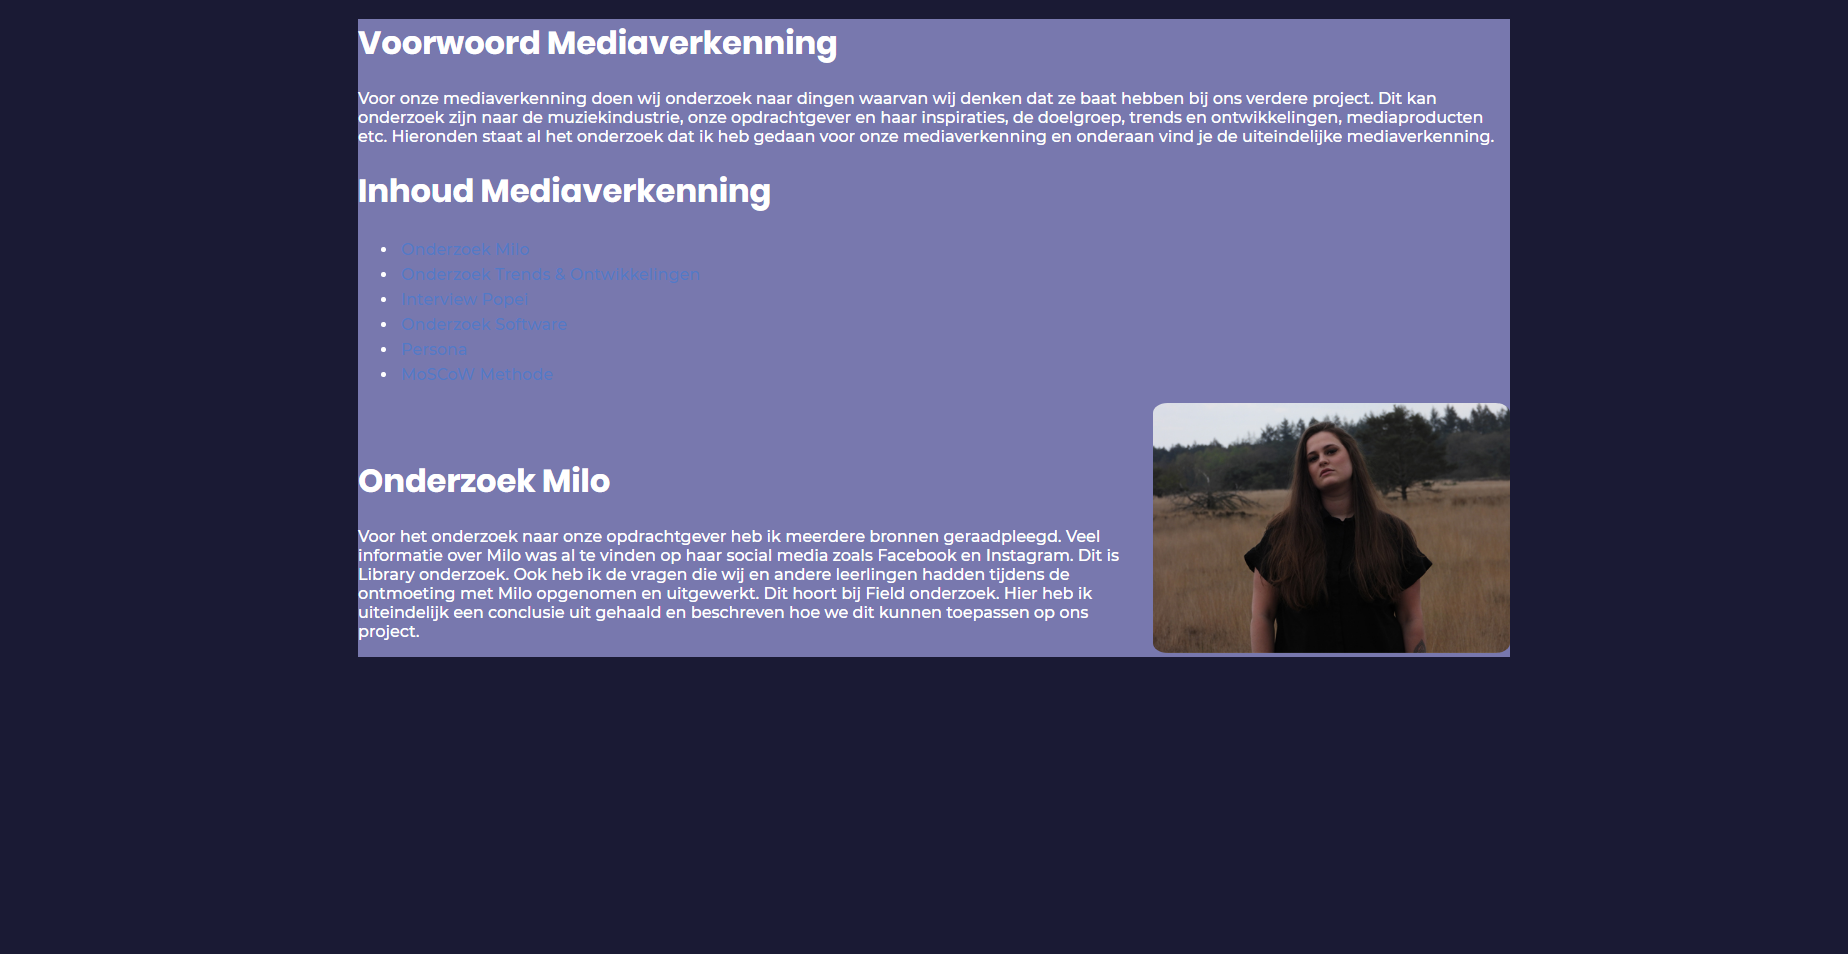 Voorwoord Mediaverkenning
Voor onze mediaverkenning doen wij onderzoek naar dingen waarvan wij denken dat ze baat hebben bij ons verdere project. Dit kan
onderzoek zijn naar de muziekindustrie, onze opdrachtgever en haar inspiraties, de doelgroep, trends en ontwikkelingen, mediaproducten
etc. Hieronden staat al het onderzoek dat ik heb gedaan voor onze mediaverkenning en onderaan vind je de uiteindelijke mediaverkenning.
Inhoud Mediaverkenning
• Onderzoek Milo
• Onderzoek Trends & Ontwikkelingen
• Interview Popei
• Onderzoek Software
• Persona
• MoSCoW Methode
Onderzoek Milo
Voor het onderzoek naar onze opdrachtgever heb ik meerdere bronnen geraadpleegd. Veel
informatie over Milo was al te vinden op haar social media zoals Facebook en Instagram. Dit is
Library onderzoek. Ook heb ik de vragen die wij en andere leerlingen hadden tijdens de
ontmoeting met Milo opgenomen en uitgewerkt. Dit hoort bij Field onderzoek. Hier heb ik
uiteindelijk een conclusie uit gehaald en beschreven hoe we dit kunnen toepassen op ons
project.